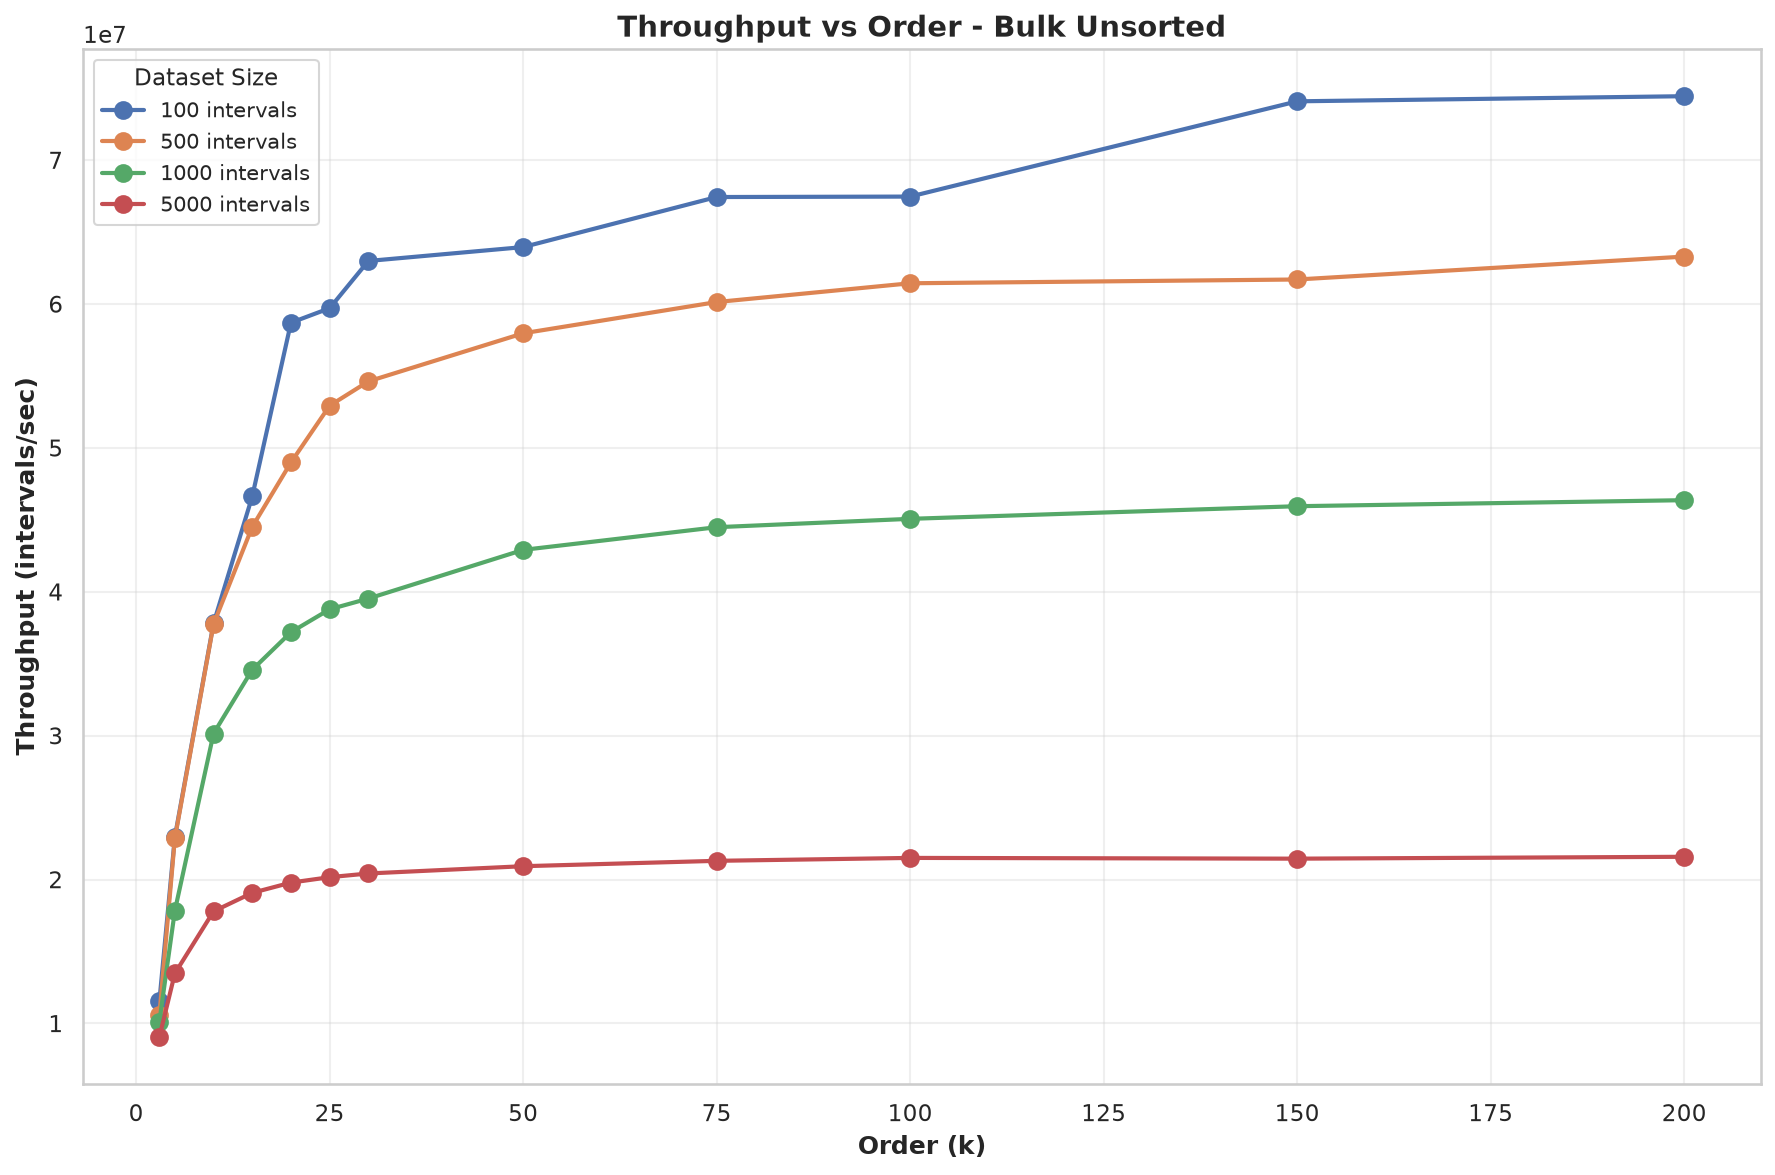 Throughput vs Order - Bulk Unsorted
1e7
Dataset Size
100 intervals
500 intervals
1000 intervals
5000 intervals
Throughput (intervals/sec)
7
6
5
4
3
2
1
0 25 50 75 100 125 150 175 200
Order (k)